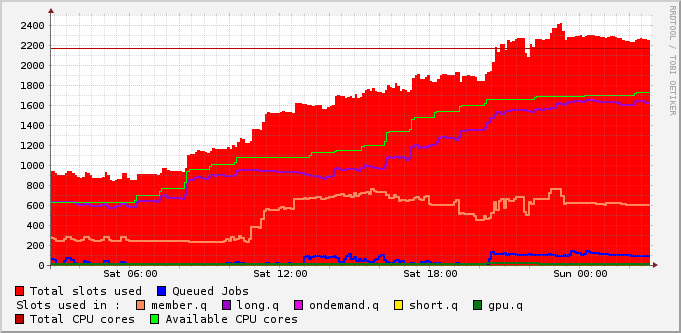 RRDTOOL / TOBI OETIKER
2400
2200
2000
1800
1600
1400
1200
1000
800
600
400
200
0
Sat 06:00 Sat 12:00 Sat 18:00 Sun 00:00
Total slots used Queued Jobs
Slots used in : member.q long.q ondemand.q short.q gpu.q
Total CPU cores Available CPU cores